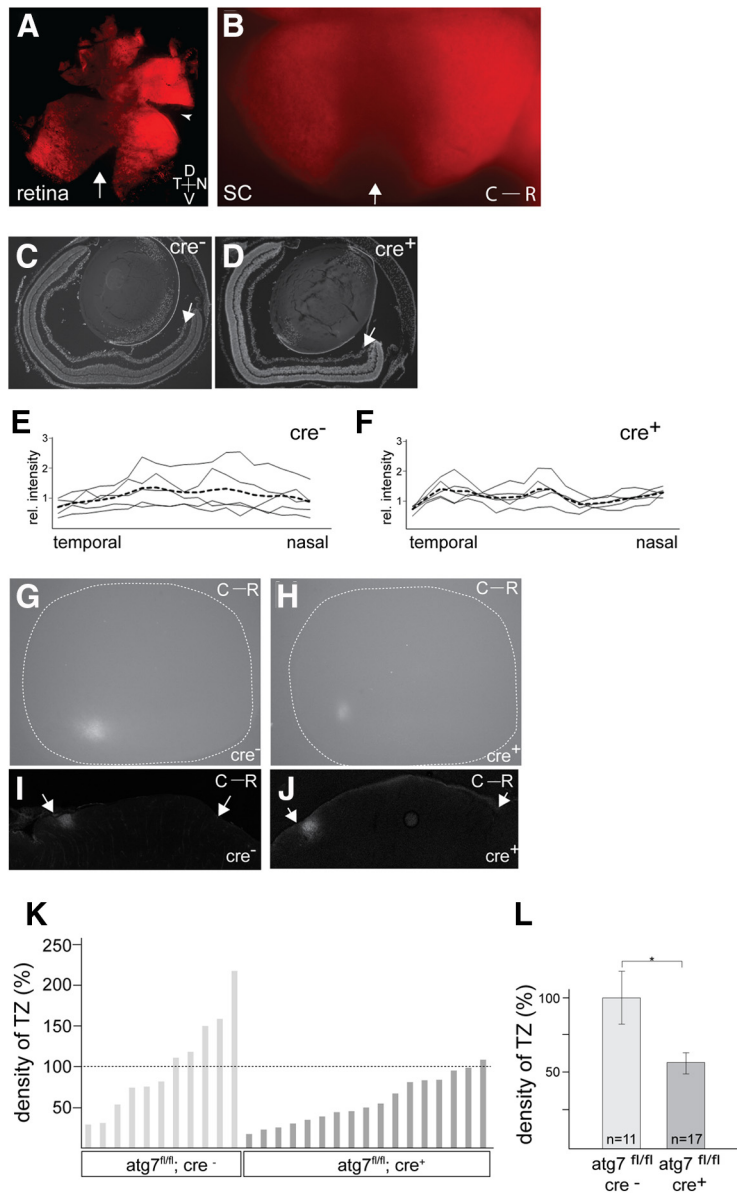 A
retina
D
T N
V
B
SC
C — R
C
cre-
D
cre+
E
cre-
rel. intensity
3
2
1
temporal
nasal
F
cre+
rel. intensity
3
2
1
temporal
nasal
G
C —R
cre-
H
C —R
cre+
I
C —R
cre-
J
C —R
cre+
K
density of TZ (%)
250
200
150
100
50
atg7fl/fl; cre -
atg7fl/fl; cre+
L
density of TZ (%)
100
50
*
n=11
n=17
atg7 fl/fl
cre -
atg7 fl/fl
cre+